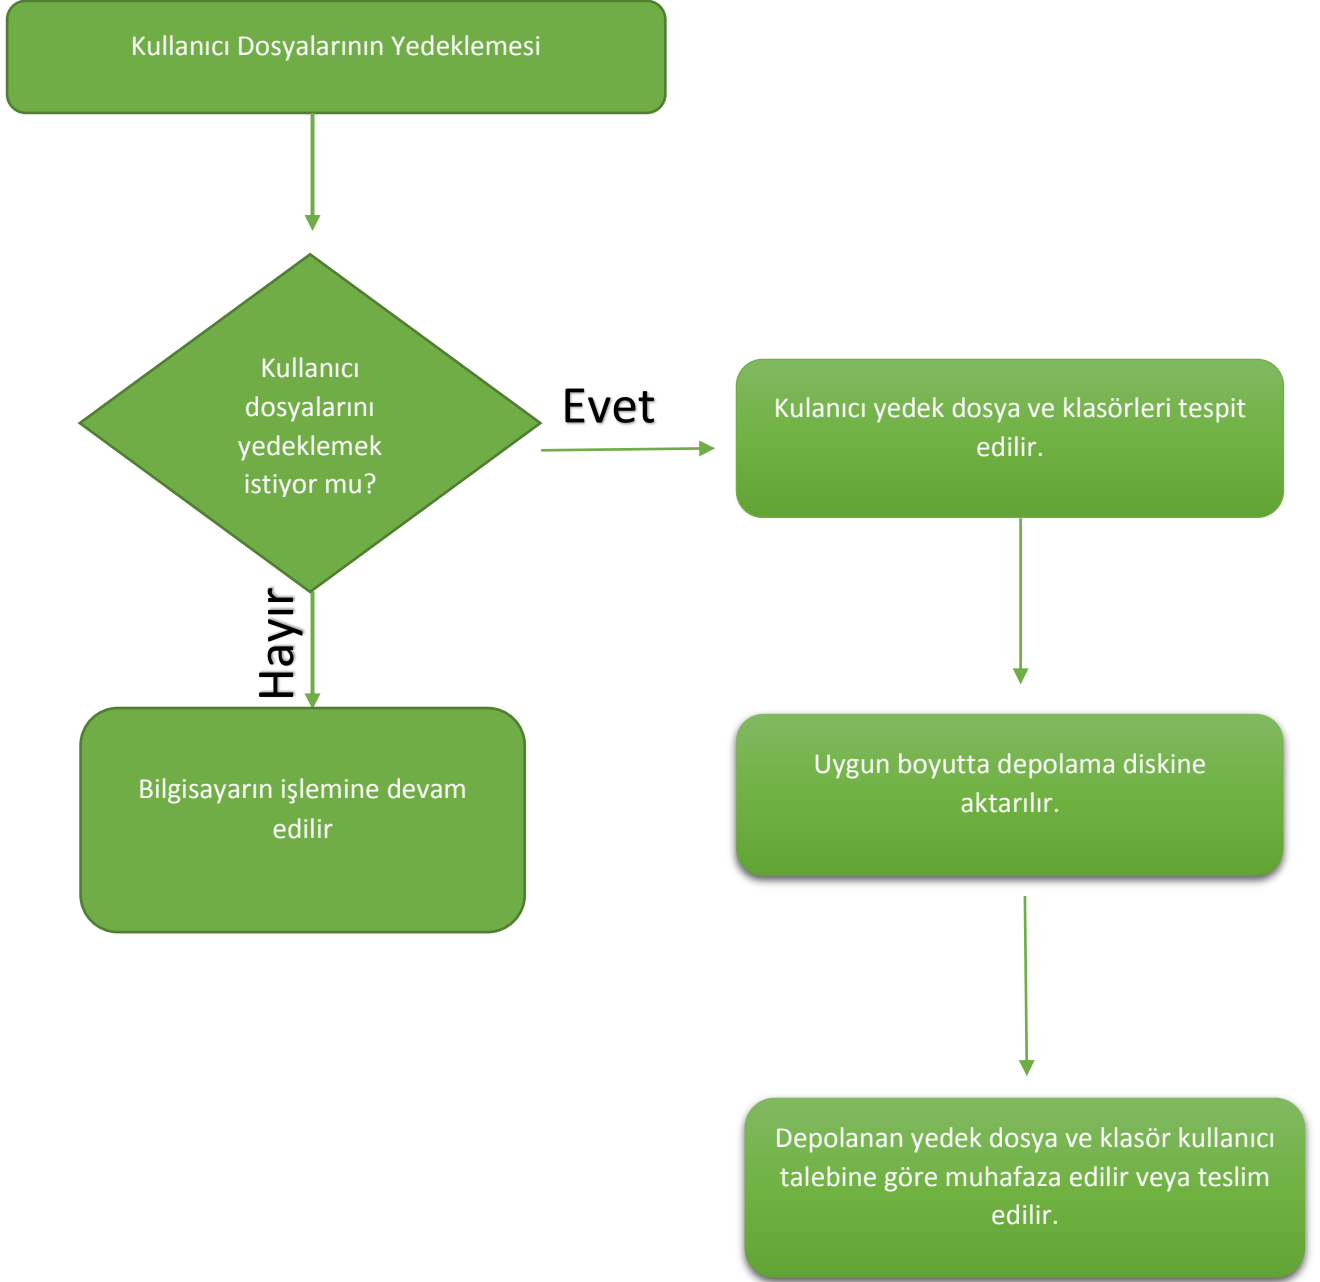 Kullanıcı Dosyalarının Yedeklemesi
Kullanıcı
dosyalarını
yedeklemek
istiyor mu?
Evet
Kulanıcı yedek dosya ve klasörleri tespit
edilir.
Hayır
Bilgisayarın işlemine devam
edilir
Uygun boyutta depolama diskine
aktarılır.
Depolanan yedek dosya ve klasör kullanıcı
talebine göre muhafaza edilir veya teslim
edilir.